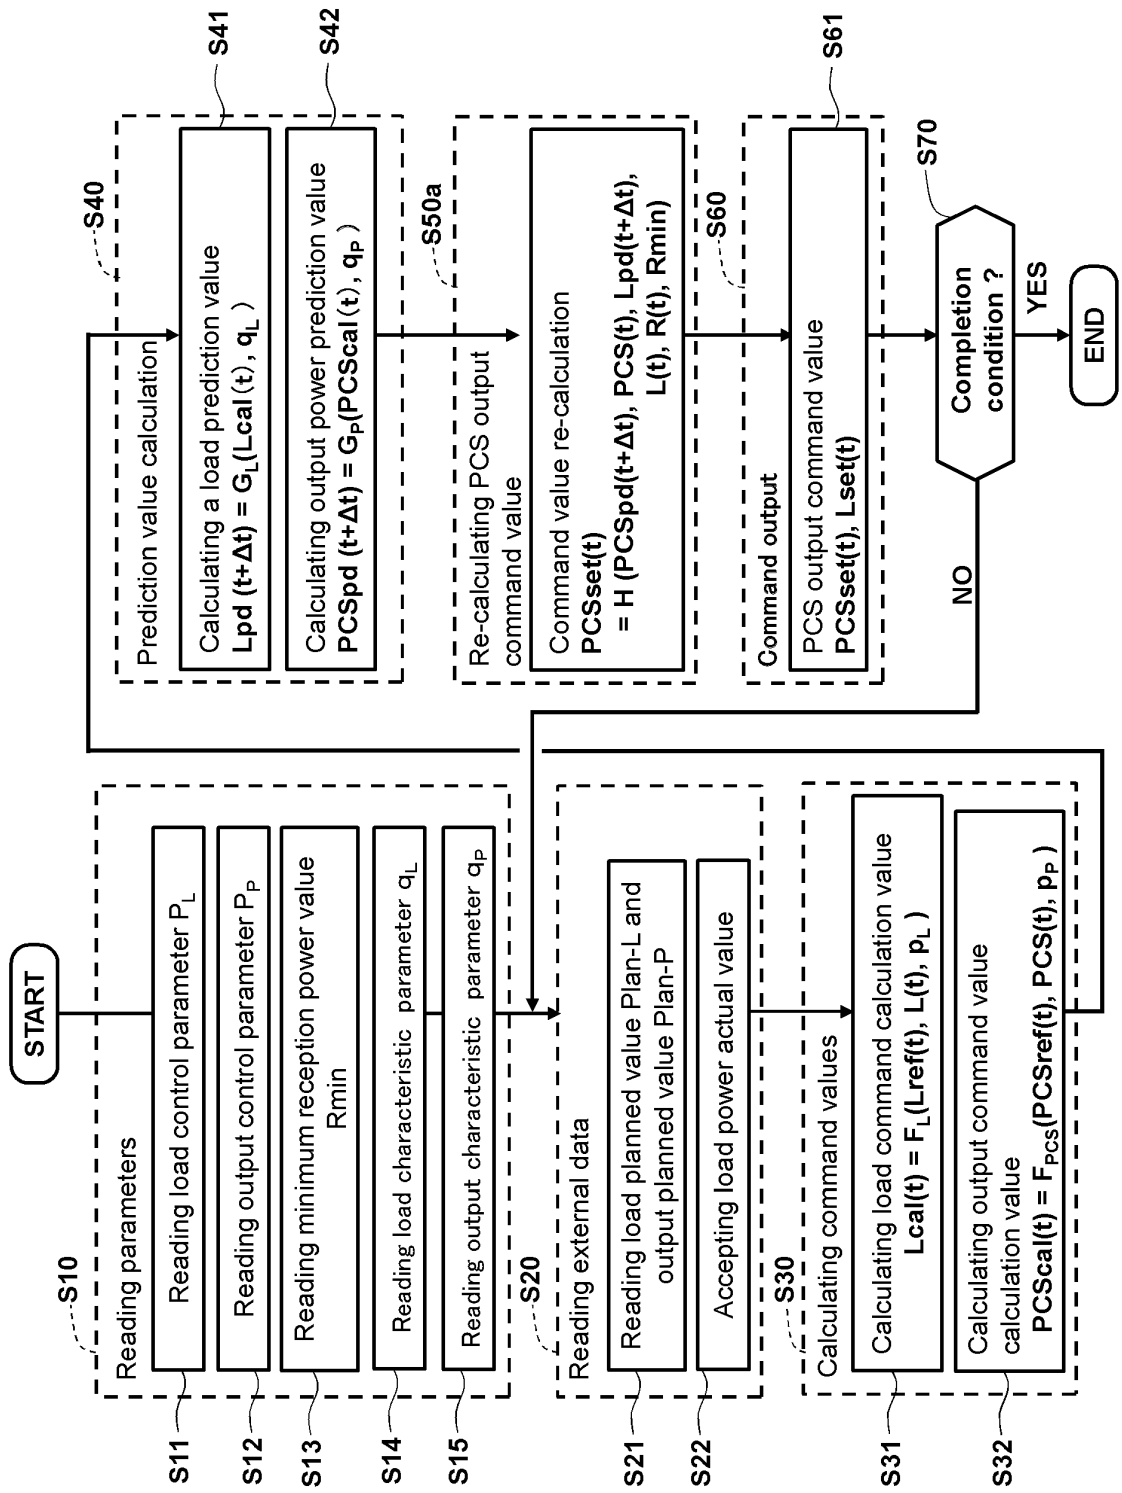 START
S10
Reading parameters
S11
Reading load control parameter PL
S12
Reading output control parameter PP
S13
Reading minimum reception power value
Rmin
S14
Reading load characteristic parameter qL
S15
Reading output characteristic parameter qP
S20
Reading external data
S21
Reading load planned value Plan-L and
output planned value Plan-P
S22
Accepting load power actual value
S30
Calculating command values
S31
Calculating load command calculation value
Lcal(t) = FL(Lref(t), L(t), pL)
S32
Calculating output command value
calculation value
PCScal(t) = FPCS(PCSref(t), PCS(t), pP)
S40
Prediction value calculation
S41
Calculating a load prediction value
Lpd (t+Δt) = GL(Lcal(t), qL)
S42
Calculating output power prediction value
PCSpd (t+Δt) = GP(PCScal(t), qP)
S50a
Re-calculating PCS output
command value
Command value re-calculation
PCSset(t)
= H (PCSpd(t+Δt), PCS(t), Lpd(t+Δt),
L(t), R(t), Rmin)
S60
Command output
S61
PCS output command value
PCSset(t), Lset(t)
S70
Completion
condition ?
NO
YES
END